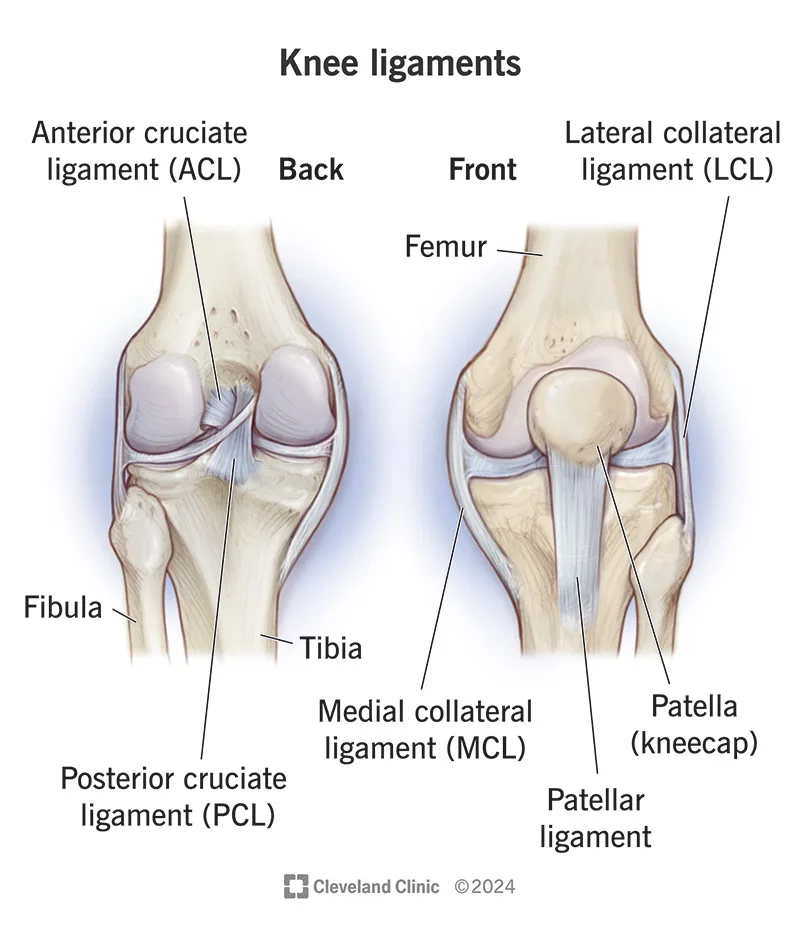 Knee ligaments
Anterior cruciate
ligament (ACL)
Back
Front
Lateral collateral
ligament (LCL)
Femur
Fibula
Tibia
Medial collateral
ligament (MCL)
Patella
(kneecap)
Posterior cruciate
ligament (PCL)
Patellar
ligament
Cleveland Clinic ©2024